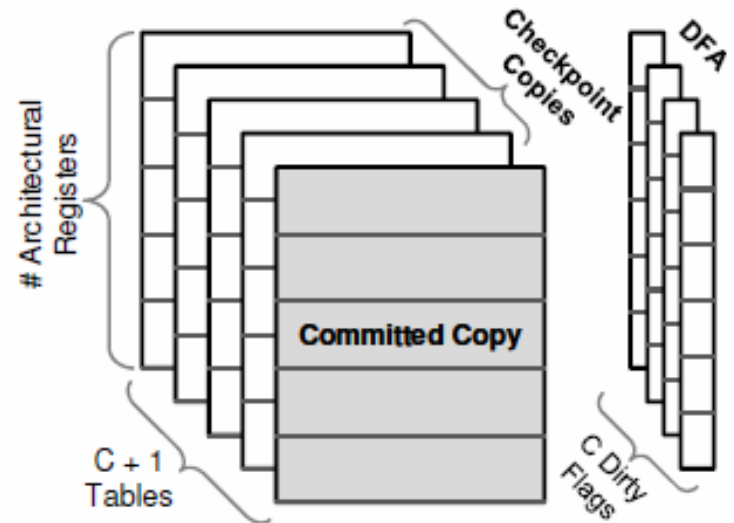 # Architectural
Registers
Checkpoint
Copies
DFA
Committed Copy
C + 1
Tables
C Dirty
Flags